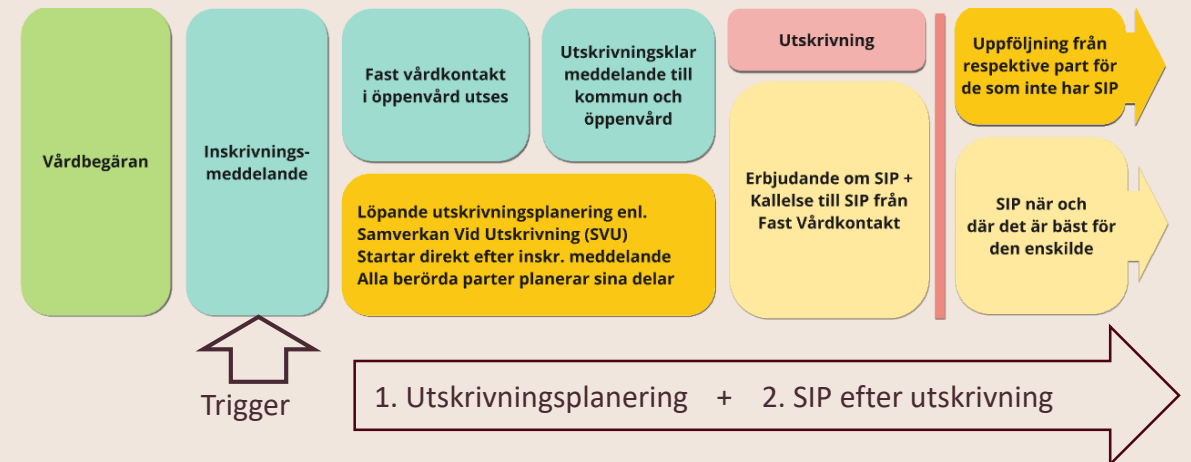 Vårdbegäran
Inskrivnings-
meddelande
Fast vårdkontakt
i öppenvård utses
Utskrivningsklar
meddelande till
kommun och
öppenvård
Löpande utskrivningsplanering enl.
Samverkan Vid Utskrivning (SVU)
Startar direkt efter inskr. meddelande
Alla berörda parter planerar sina delar
Utskrivning
Erbjudande om SIP +
Kallelse till SIP från
Fast Vårdkontakt
Uppföljning från
respektive part för
de som inte har SIP
SIP när och
där det är bäst för
den enskilde
Trigger
1. Utskrivningsplanering + 2. SIP efter utskrivning